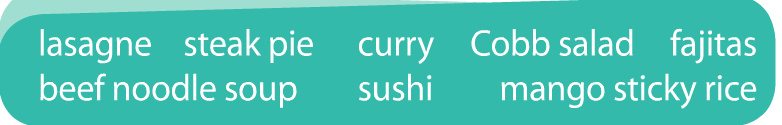 lasagne steak pie curry Cobb salad fajitas
beef noodle soup sushi mango sticky rice